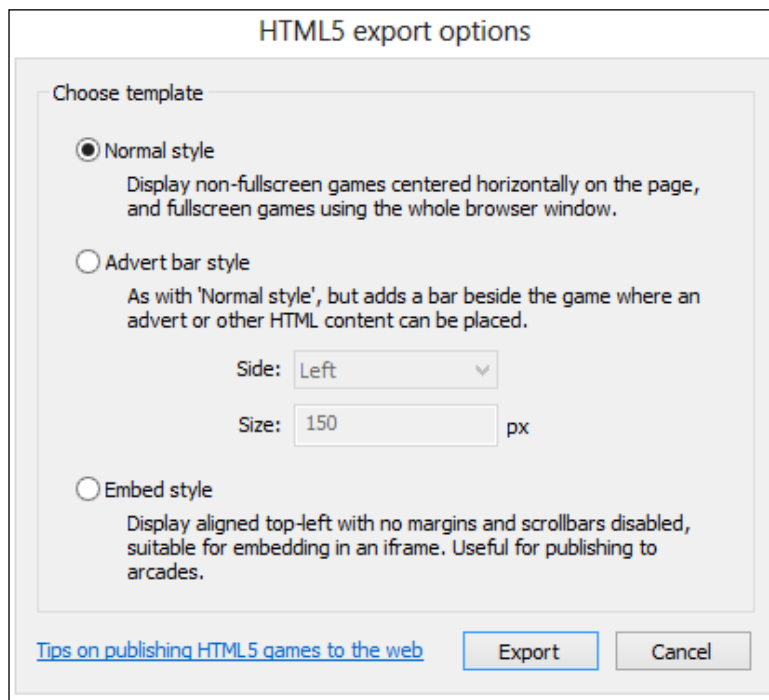 HTML5 export options
Choose template
Normal style
Display non-fullscreen games centered horizontally on the page,
and fullscreen games using the whole browser window.
Advert bar style
As with 'Normal style', but adds a bar beside the game where an
advert or other HTML content can be placed.
Side: Left
Size: 150 px
Embed style
Display aligned top-left with no margins and scrollbars disabled,
suitable for embedding in an iframe. Useful for publishing to
arcades.
Tips on publishing HTML5 games to the web Export Cancel